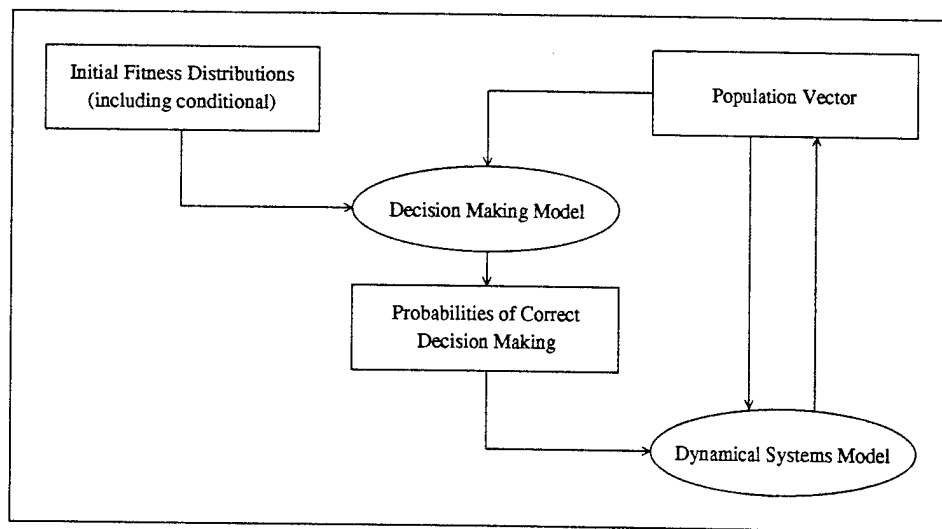 Initial Fitness Distributions
(including conditional)
Population Vector
Decision Making Model
Probabilities of Correct
Decision Making
Dynamical Systems Model